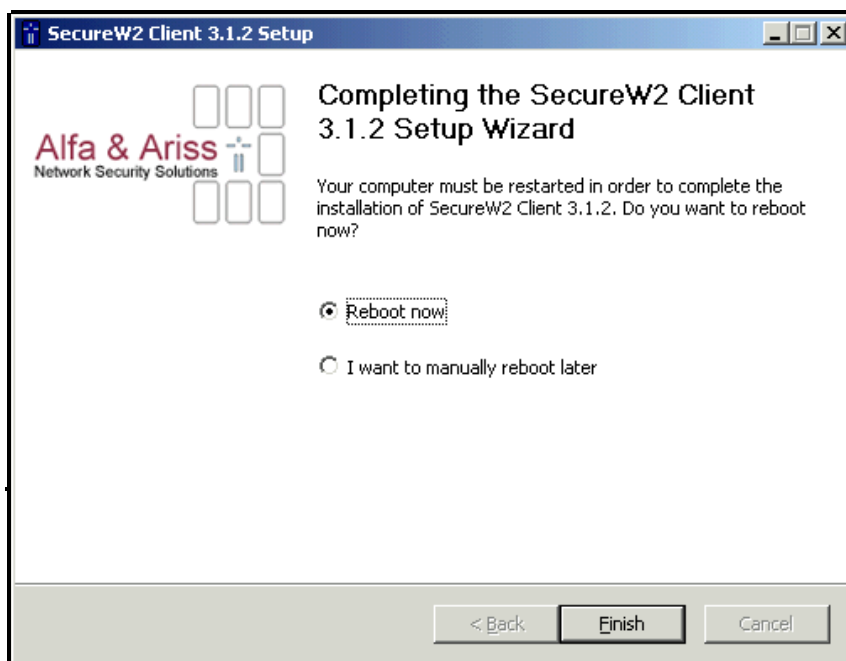 SecureW2 Client 3.1.2 Setup
Alfa & Ariss
Network Security Solutions
Completing the SecureW2 Client
3.1.2 Setup Wizard
Your computer must be restarted in order to complete the
installation of SecureW2 Client 3.1.2. Do you want to reboot
now?
Reboot now
I want to manually reboot later
< Back
Finish
Cancel